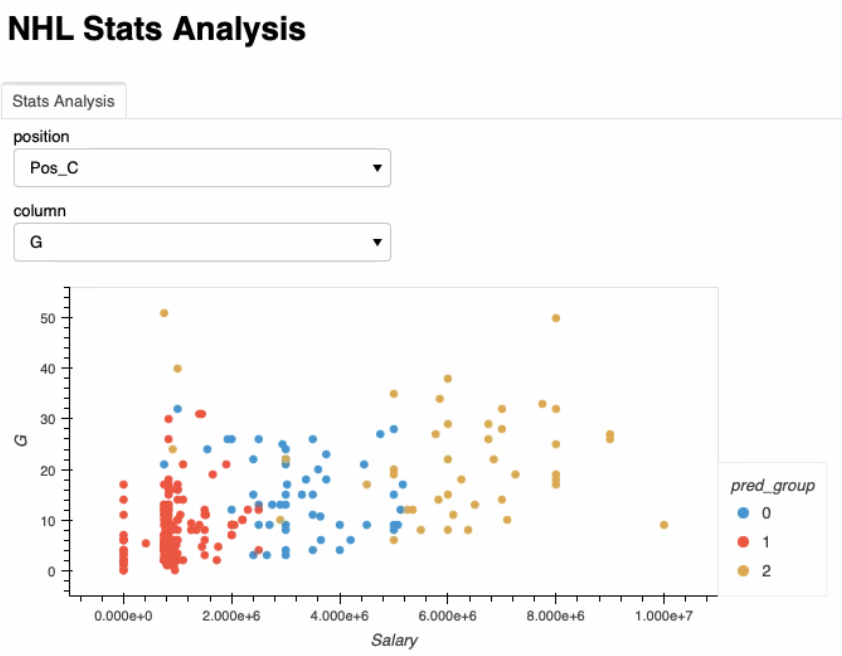 NHL Stats Analysis
Stats Analysis
position
Pos_C
column
G
50
40
30
20
10
0
G
0.000e+0 2.000e+6 4.000e+6 6.000e+6 8.000e+6 1.000e+7
Salary
pred_group
0
1
2